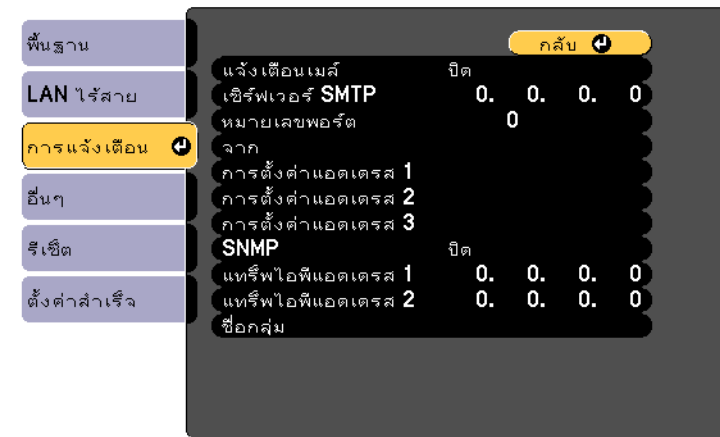 พื้นฐาน
LAN ไร้สาย
การแจ้งเตือน
อื่นๆ
รีเซ็ต
ตั้งค่าสำเร็จ
กลับ
แจ้งเตือนเมล์ ปิด
เซิร์ฟเวอร์ SMTP 0. 0. 0. 0
หมายเลขพอร์ต 0
จาก
การตั้งค่าแอดเดรส 1
การตั้งค่าแอดเดรส 2
การตั้งค่าแอดเดรส 3
SNMP ปิด
แทร็พไอพีแอดเดรส 1 0. 0. 0. 0
แทร็พไอพีแอดเดรส 2 0. 0. 0. 0
ชื่อกลุ่ม